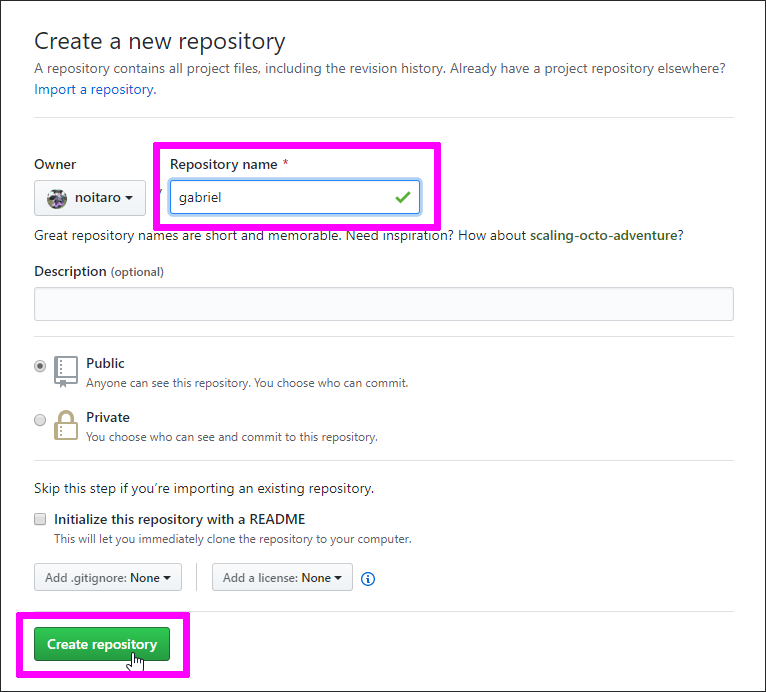 Create a new repository
A repository contains all project files, including the revision history. Already have a project repository elsewhere?
Import a repository.
Owner
Repository name *
noitaro
/
gabriel
Great repository names are short and memorable. Need inspiration? How about scaling-octo-adventure?
Description (optional)
Public
Anyone can see this repository. You choose who can commit.
Private
You choose who can see and commit to this repository.
Skip this step if you’re importing an existing repository.
Initialize this repository with a README
This will let you immediately clone the repository to your computer.
Add .gitignore: None
Add a license: None
Create repository